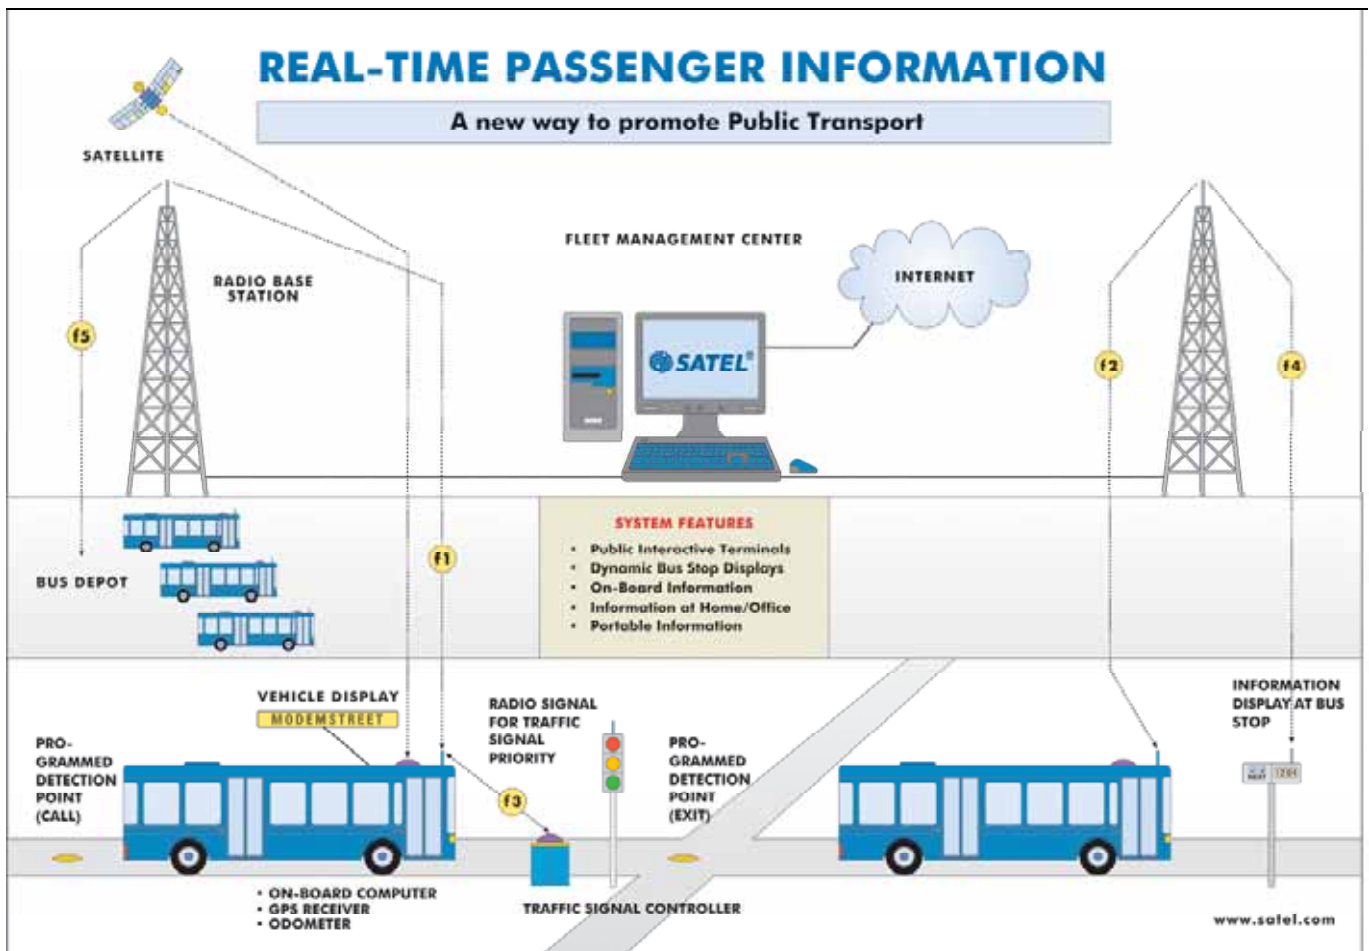 REAL-TIME PASSENGER INFORMATION
A new way to promote Public Transport
SATELLITE
RADIO BASE
STATION
FLEET MANAGEMENT CENTER
INTERNET
SATEL®
f5
f2
f4
f1
BUS DEPOT
SYSTEM FEATURES
• Public Interactive Terminals
• Dynamic Bus Stop Displays
• On-Board Information
• Information at Home/Office
• Portable Information
VEHICLE DISPLAY
MODEMSTREET
RADIO SIGNAL
FOR TRAFFIC
SIGNAL
PRIORITY
INFORMATION
DISPLAY AT BUS
STOP
PRO-
GRAMMED
DETECTION
POINT
(CALL)
PRO-
GRAMMED
DETECTION
POINT
(EXIT)
f3
NEXT 1204
• ON-BOARD COMPUTER
• GPS RECEIVER
• ODOMETER
TRAFFIC SIGNAL CONTROLLER
www.satel.com